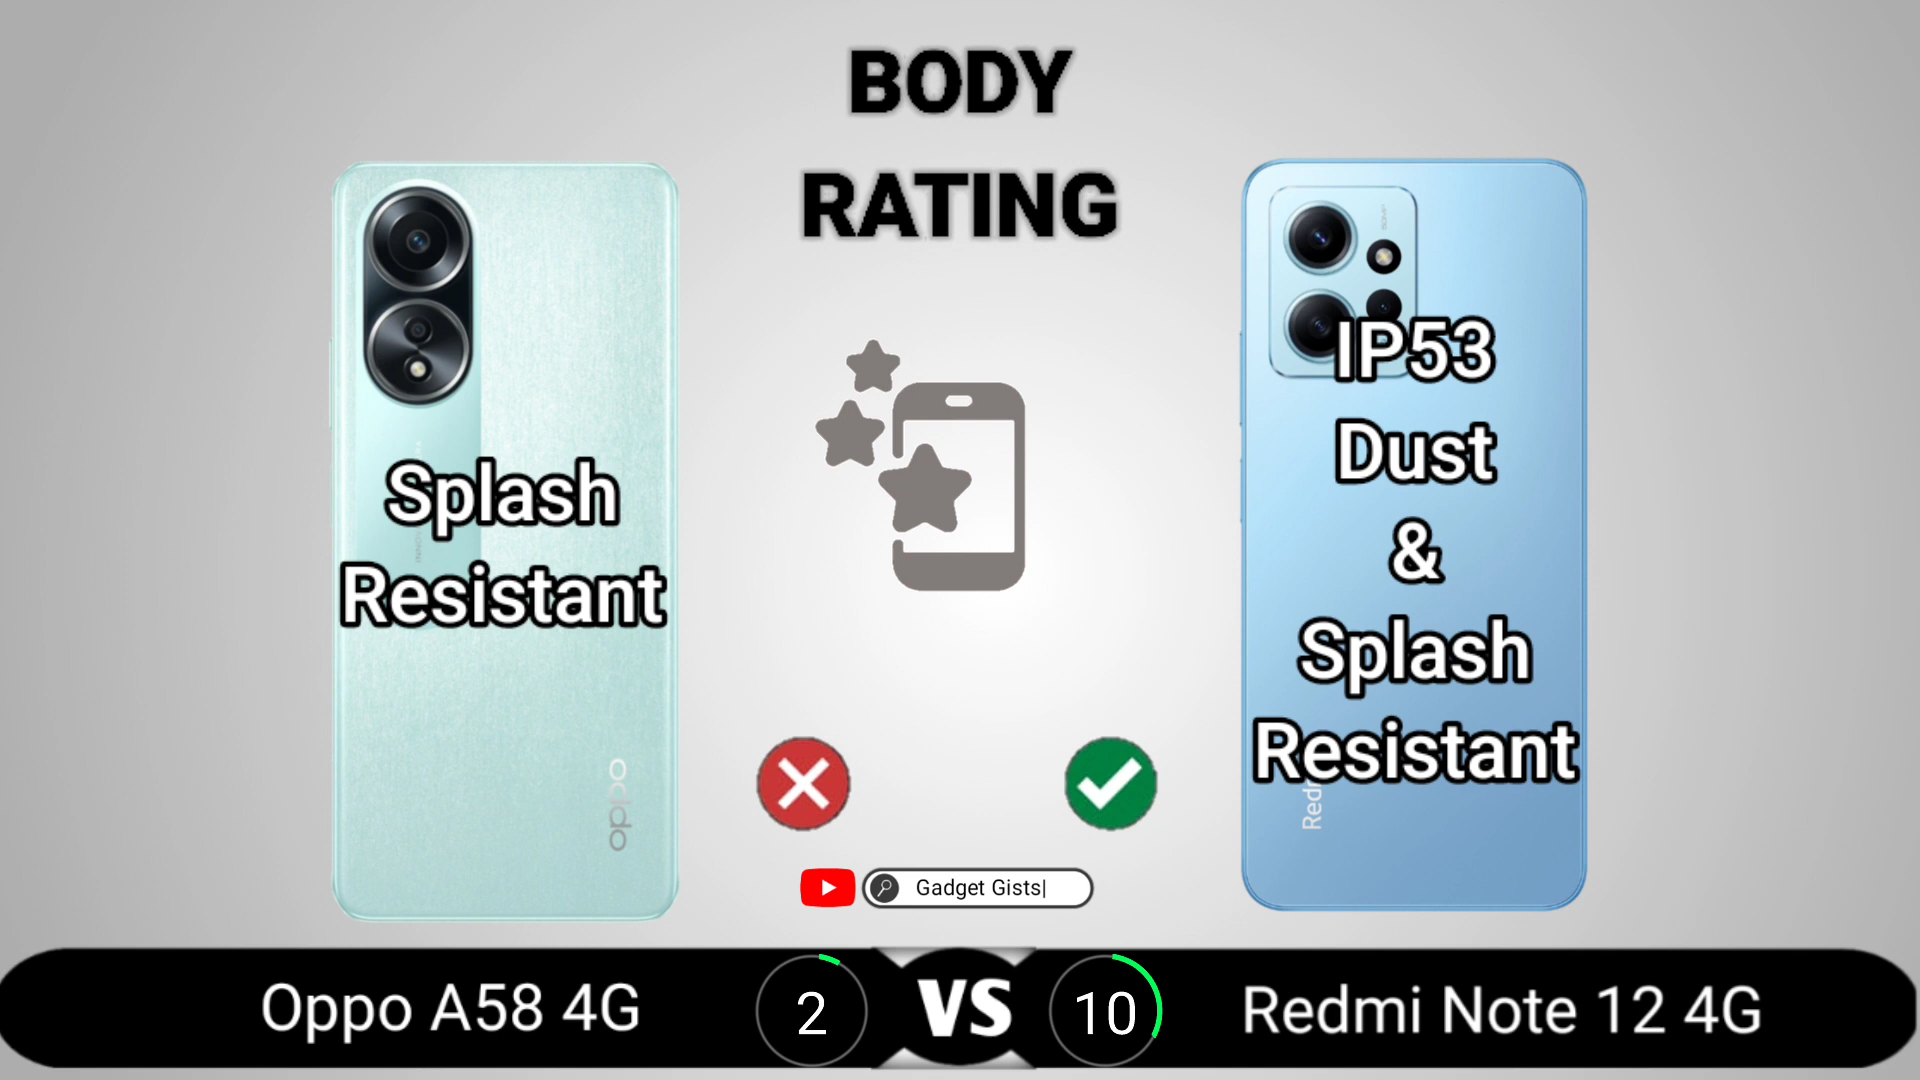 BODY
RATING
Splash
Resistant
oppo
IP53
Dust
&
Splash
Resistant
Redm
Gadget Gists|
Oppo A58 4G
2
VS
10
Redmi Note 12 4G